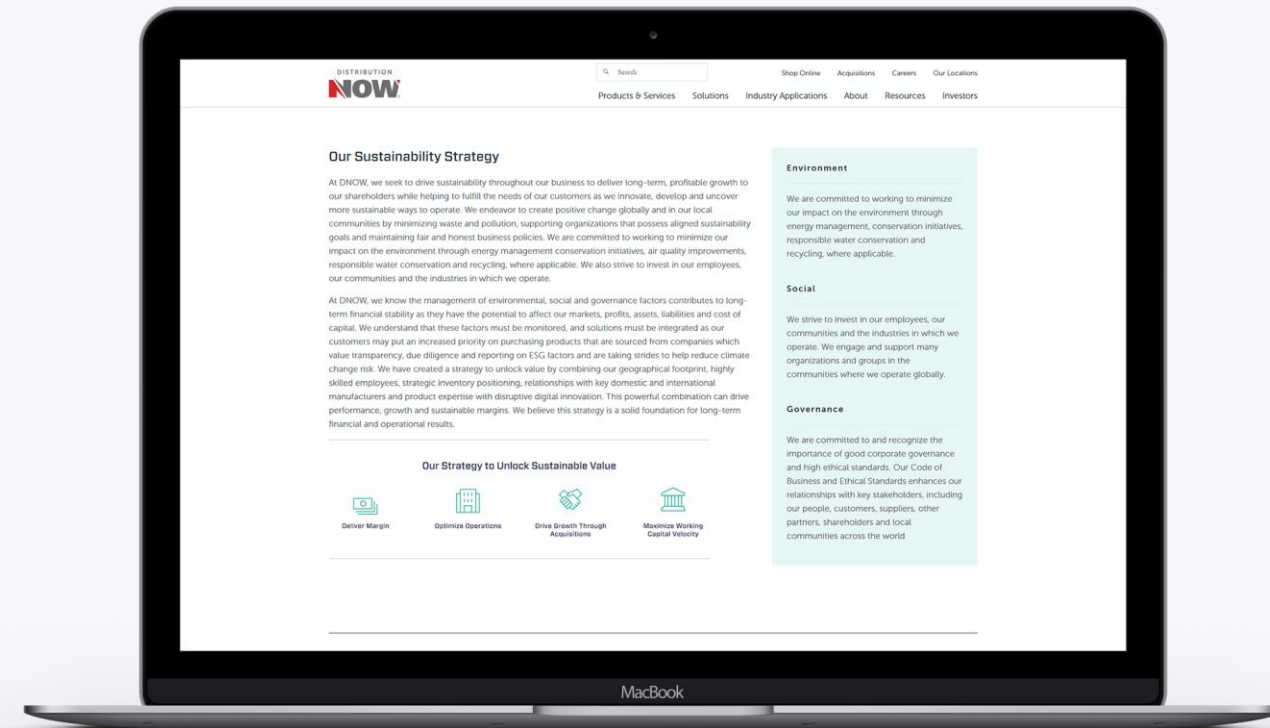 DISTRIBUTION
NOW
Search
Shop Online Acquisitions Careers Our Locations
Products & Services Solutions Industry Applications About Resources Investors
Our Sustainability Strategy
At DNOW, we seek to drive sustainability throughout our business to deliver long-term, profitable growth to
our shareholders while helping to fulfill the needs of our customers as we innovate, develop and uncover
more sustainable ways to operate. We endeavor to create positive change globally and in our local
communities by minimizing waste and pollution, supporting organizations that possess aligned sustainability
goals and maintaining fair and honest business policies. We are committed to working to minimize our
impact on the environment through energy management conservation initiatives, air quality improvements,
responsible water conservation and recycling, where applicable. We also strive to invest in our employees,
our communities and the industries in which we operate.
At DNOW, we know the management of environmental, social and governance factors contributes to long-
term financial stability as they have the potential to affect our markets, profits, assets, liabilities and cost of
capital. We understand that these factors must be monitored, and solutions must be integrated as our
customers may put an increased priority on purchasing products that are sourced from companies which
value transparency, due diligence and reporting on ESG factors and are taking strides to help reduce climate
change risk. We have created a strategy to unlock value by combining our geographical footprint, highly
skilled employees, strategic inventory positioning, relationships with key domestic and international
manufacturers and product expertise with disruptive digital innovation. This powerful combination can drive
performance, growth and sustainable margins. We believe this strategy is a solid foundation for long-term
financial and operational results.
Our Strategy to Unlock Sustainable Value
Deliver Margin
Optimize Operations
Drive Growth Through
Acquisitions
Maximize Working
Capital Velocity
Environment
We are committed to working to minimize
our impact on the environment through
energy management, conservation initiatives,
responsible water conservation and
recycling, where applicable.
Social
We strive to invest in our employees, our
communities and the industries in which we
operate. We engage and support many
organizations and groups in the
communities where we operate globally.
Governance
We are committed to and recognize the
importance of good corporate governance
and high ethical standards. Our Code of
Business and Ethical Standards enhances our
relationships with key stakeholders, including
our people, customers, suppliers, other
partners, shareholders and local
communities across the world
MacBook